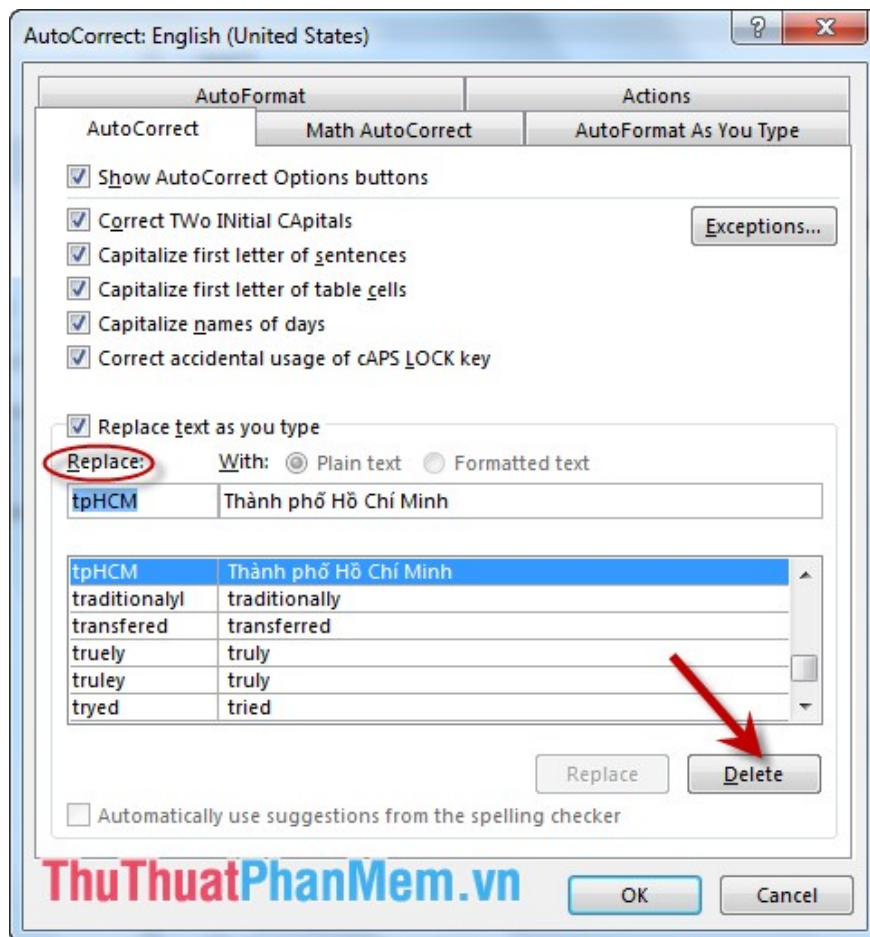 AutoCorrect: English (United States)
AutoFormat Actions
AutoCorrect Math AutoCorrect AutoFormat As You Type
Show AutoCorrect Options buttons
Correct TWo INitial CApitals Exceptions...
Capitalize first letter of sentences
Capitalize first letter of table cells
Capitalize names of days
Correct accidental usage of cAPS LOCK key
Replace text as you type
Replace: With: Plain text Formatted text
tpHCM Thành phố Hồ Chí Minh
tpHCM Thành phố Hồ Chí Minh
traditionalyl traditionally
transfered transferred
truely truly
truley truly
tryed tried
Replace Delete
Automatically use suggestions from the spelling checker
ThuThuatPhanMem.vn
OK Cancel